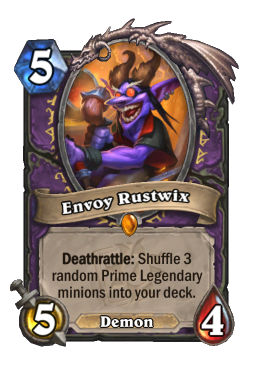 5
Envoy Rustwix
Deathrattle: Shuffle 3
random Prime Legendary
minions into your deck.
5
Demon
4